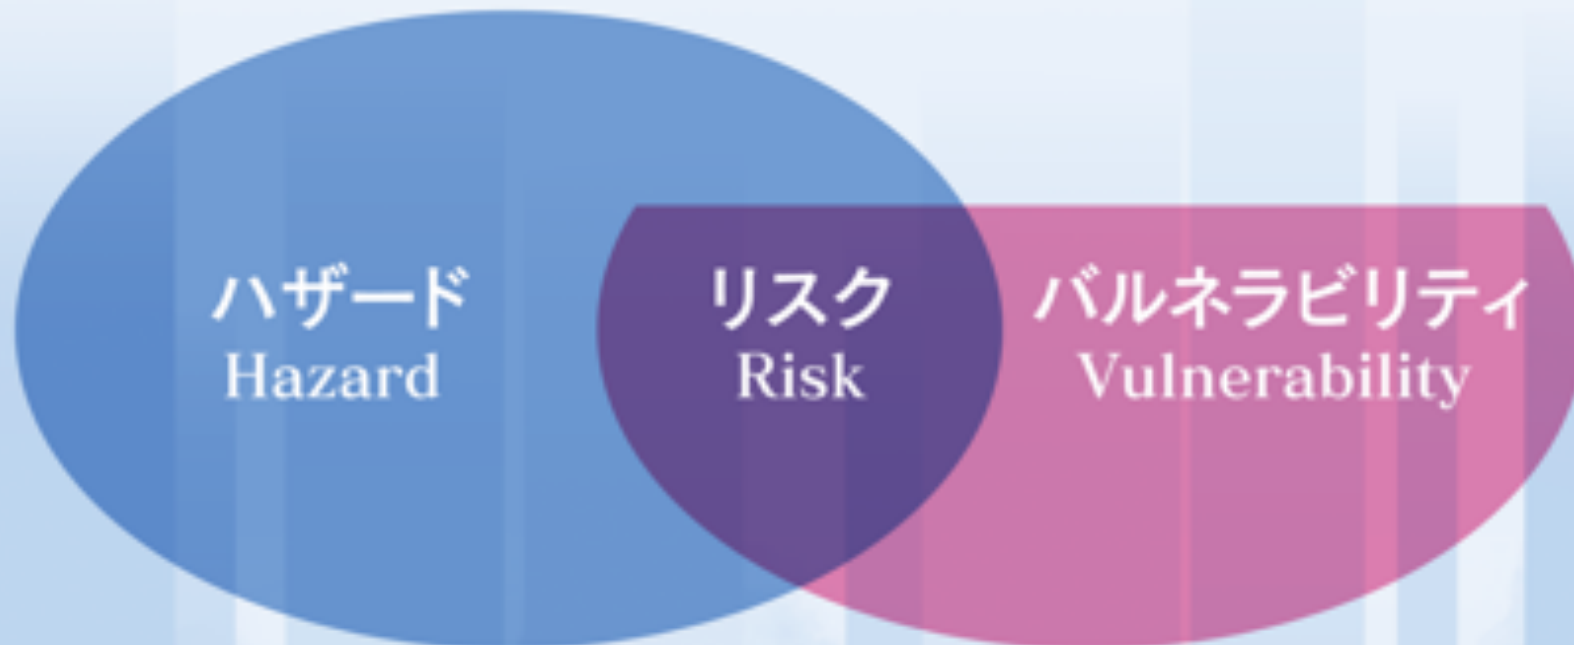 ハザード
Hazard
リスク
Risk
バルネラビリティ
Vulnerability